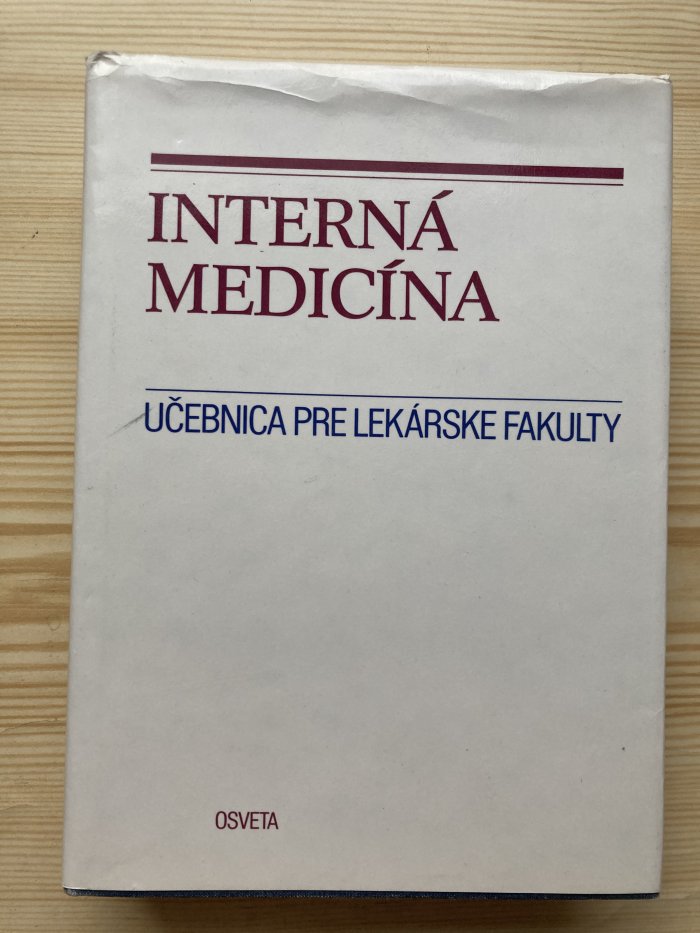 INTERNÁ
MEDICÍNA
UČEBNICA PRE LEKÁRSKE FAKULTY
OSVETA